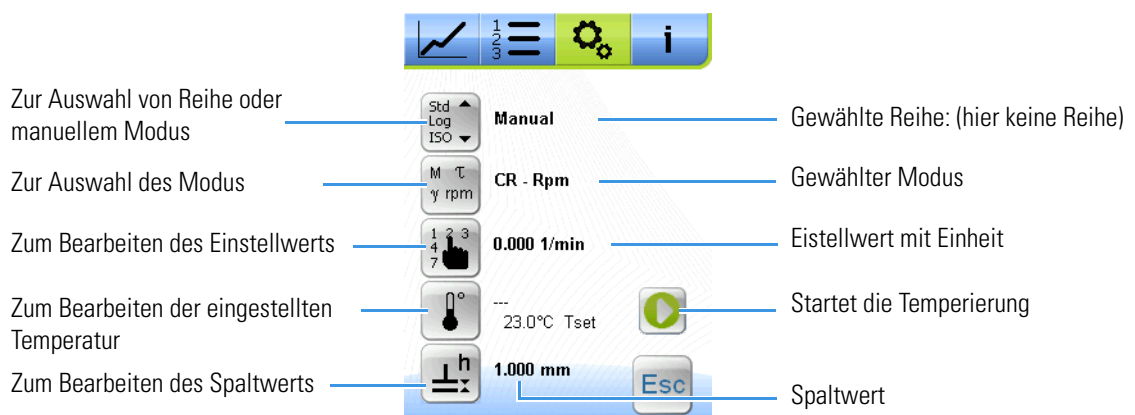 1
2
3
i
Zur Auswahl von Reihe oder
manuellem Modus
Std
Log
ISO
Manual
Gewählte Reihe: (hier keine Reihe)
Zur Auswahl des Modus
M τ
γ rpm
CR - Rpm
Gewählter Modus
Zum Bearbeiten des Einstellwerts
1 2 3
4
7
0.000 1/min
Eistellwert mit Einheit
Zum Bearbeiten der eingestellten
Temperatur
°
---
23.0°C Tset
Startet die Temperierung
Zum Bearbeiten des Spaltwerts
h
1.000 mm
Esc
Spaltwert